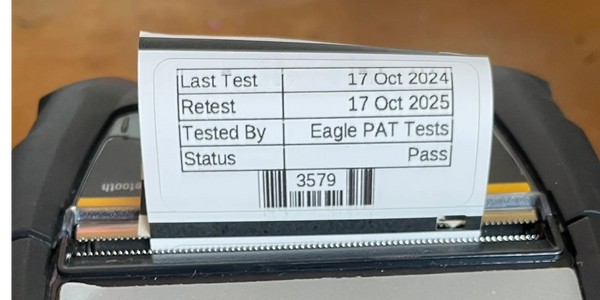 Last Test 17 Oct 2024
Retest 17 Oct 2025
Tested By Eagle PAT Tests
Status Pass
3579